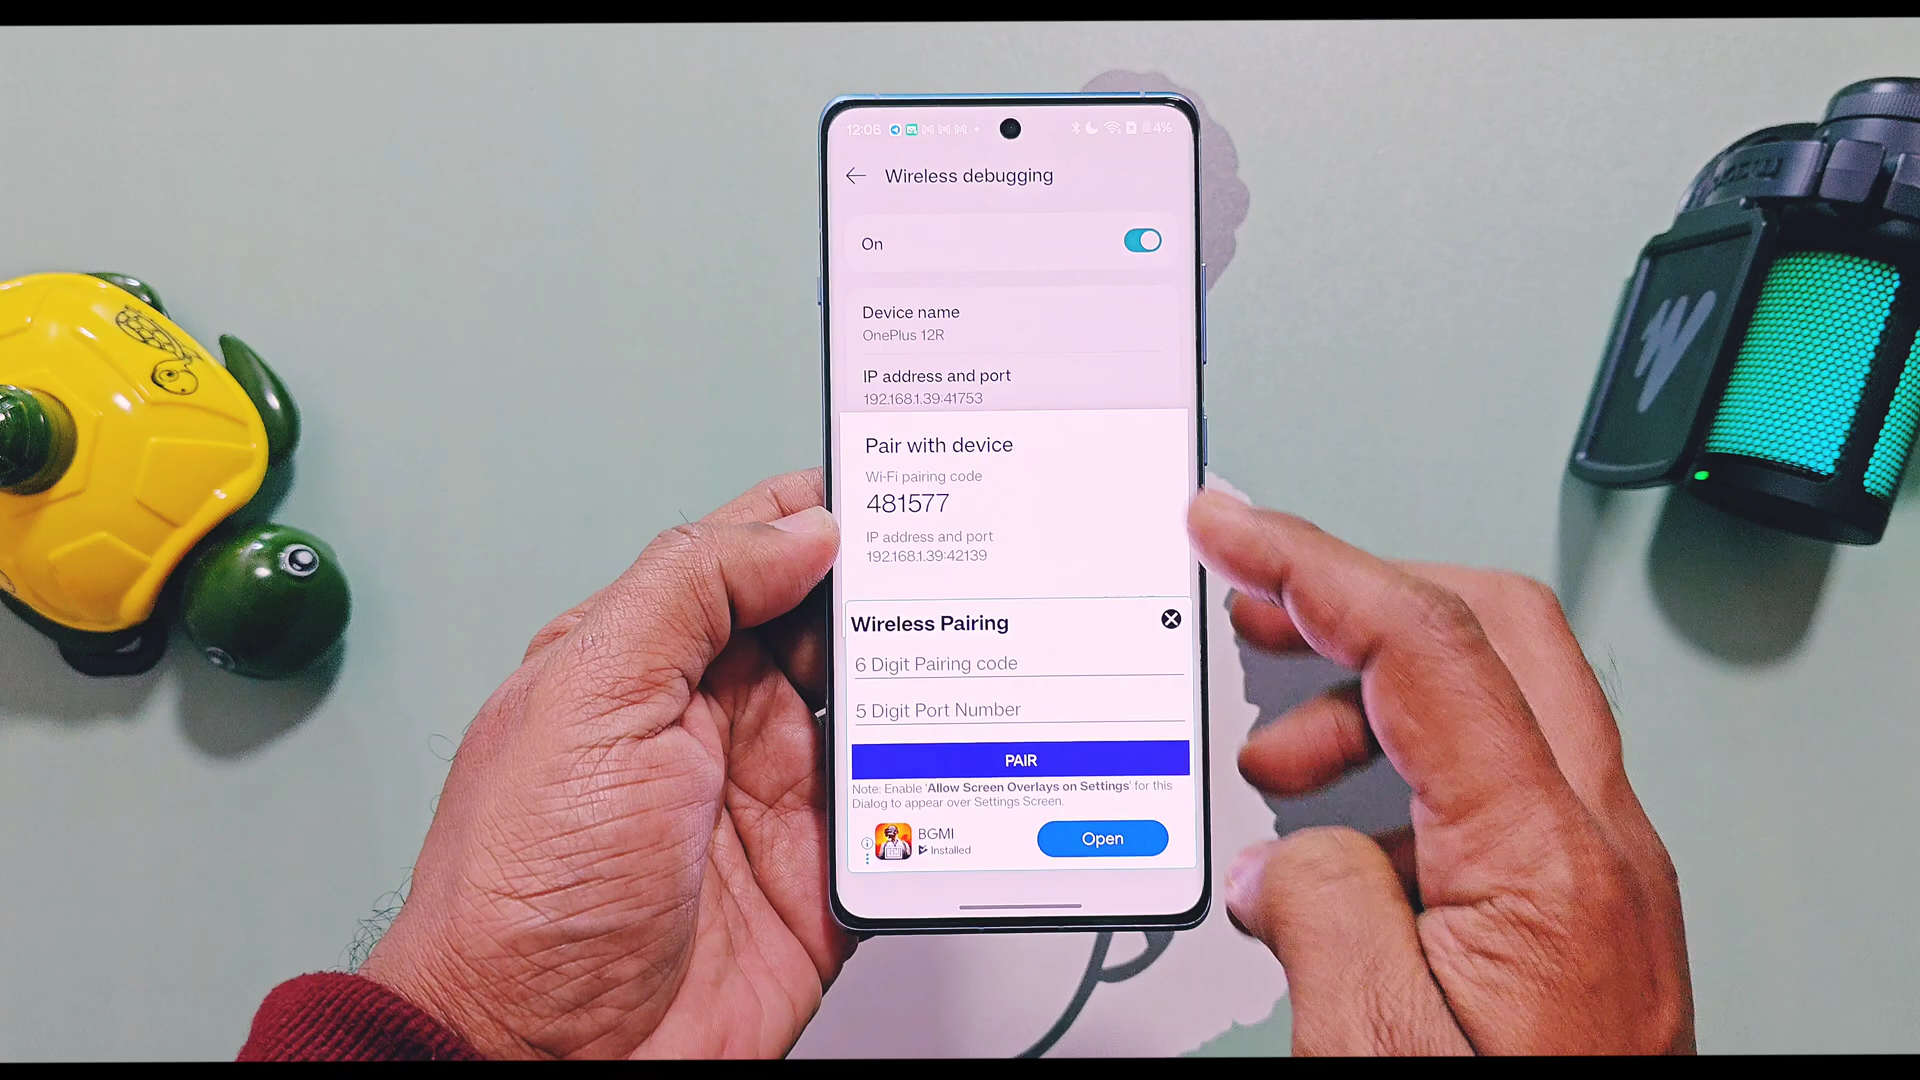 12:06 4%
Wireless debugging
On
Device name
OnePlus 12R
IP address and port
192.168.1.39:41753
Pair with device
Wi-Fi pairing code
481577
IP address and port
192.168.1.39:42139
Wireless Pairing
6 Digit Pairing code
5 Digit Port Number
PAIR
Note: Enable 'Allow Screen Overlays on Settings' for this
Dialog to appear over Settings Screen.
BGMI
Installed
Open